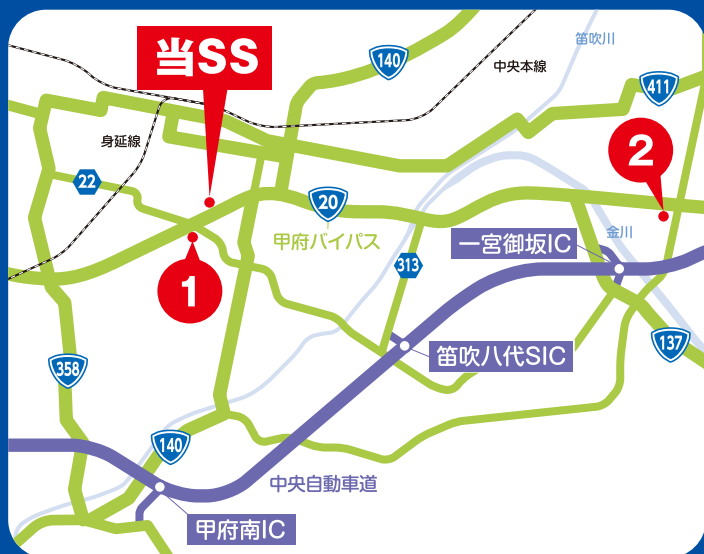 笛吹川
当SS
140
中央本線
411
身延線
2
22
20
甲府バイパス
金川
一宮御坂IC
313
1
137
笛吹八代SIC
358
140
中央自動車道
甲府南IC